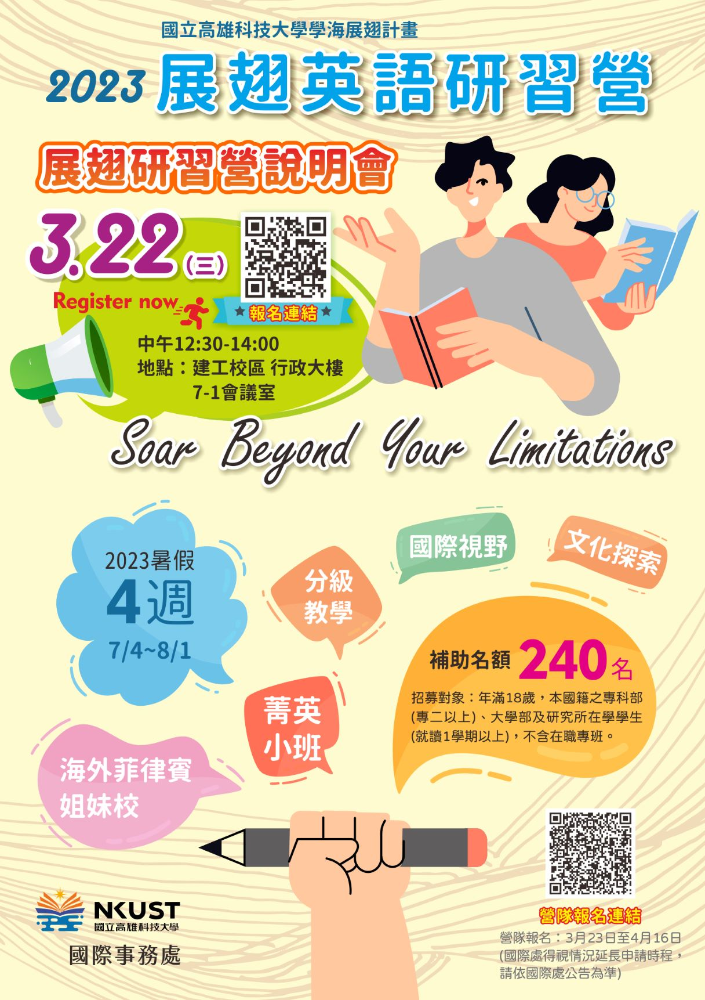 國立高雄科技大學學海展翅計畫
2023 展翅英語研習營
展翅研習營說明會
3.22(三)
Register now
報名連結
中午12:30-14:00
地點：建工校區 行政大樓
7-1會議室
Soar Beyond Your Limitations
2023暑假
4週
7/4~8/1
分級
教學
國際視野
文化探索
補助名額 240名
招募對象：年滿18歲，本國籍之專科部
(專二以上)、大學部及研究所在學學生
(就讀1學期以上)，不含在職專班。
菁英
小班
海外菲律賓
姐妹校
NKUST
國立高雄科技大學
國際事務處
營隊報名連結
營隊報名：3月23日至4月16日
(國際處得視情況延長申請時程，
請依國際處公告為準)